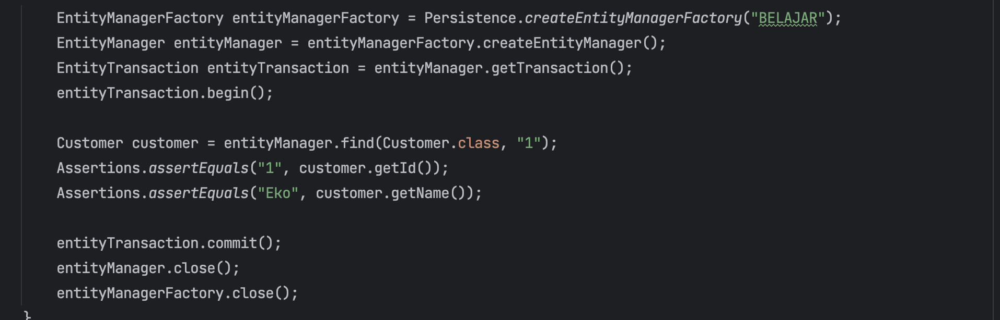 EntityManagerFactory entityManagerFactory = Persistence.createEntityManagerFactory("BELAJAR");
EntityManager entityManager = entityManagerFactory.createEntityManager();
EntityTransaction entityTransaction = entityManager.getTransaction();
entityTransaction.begin();
Customer customer = entityManager.find(Customer.class, "1");
Assertions.assertEquals("1", customer.getId());
Assertions.assertEquals("Eko", customer.getName());
entityTransaction.commit();
entityManager.close();
entityManagerFactory.close();
}